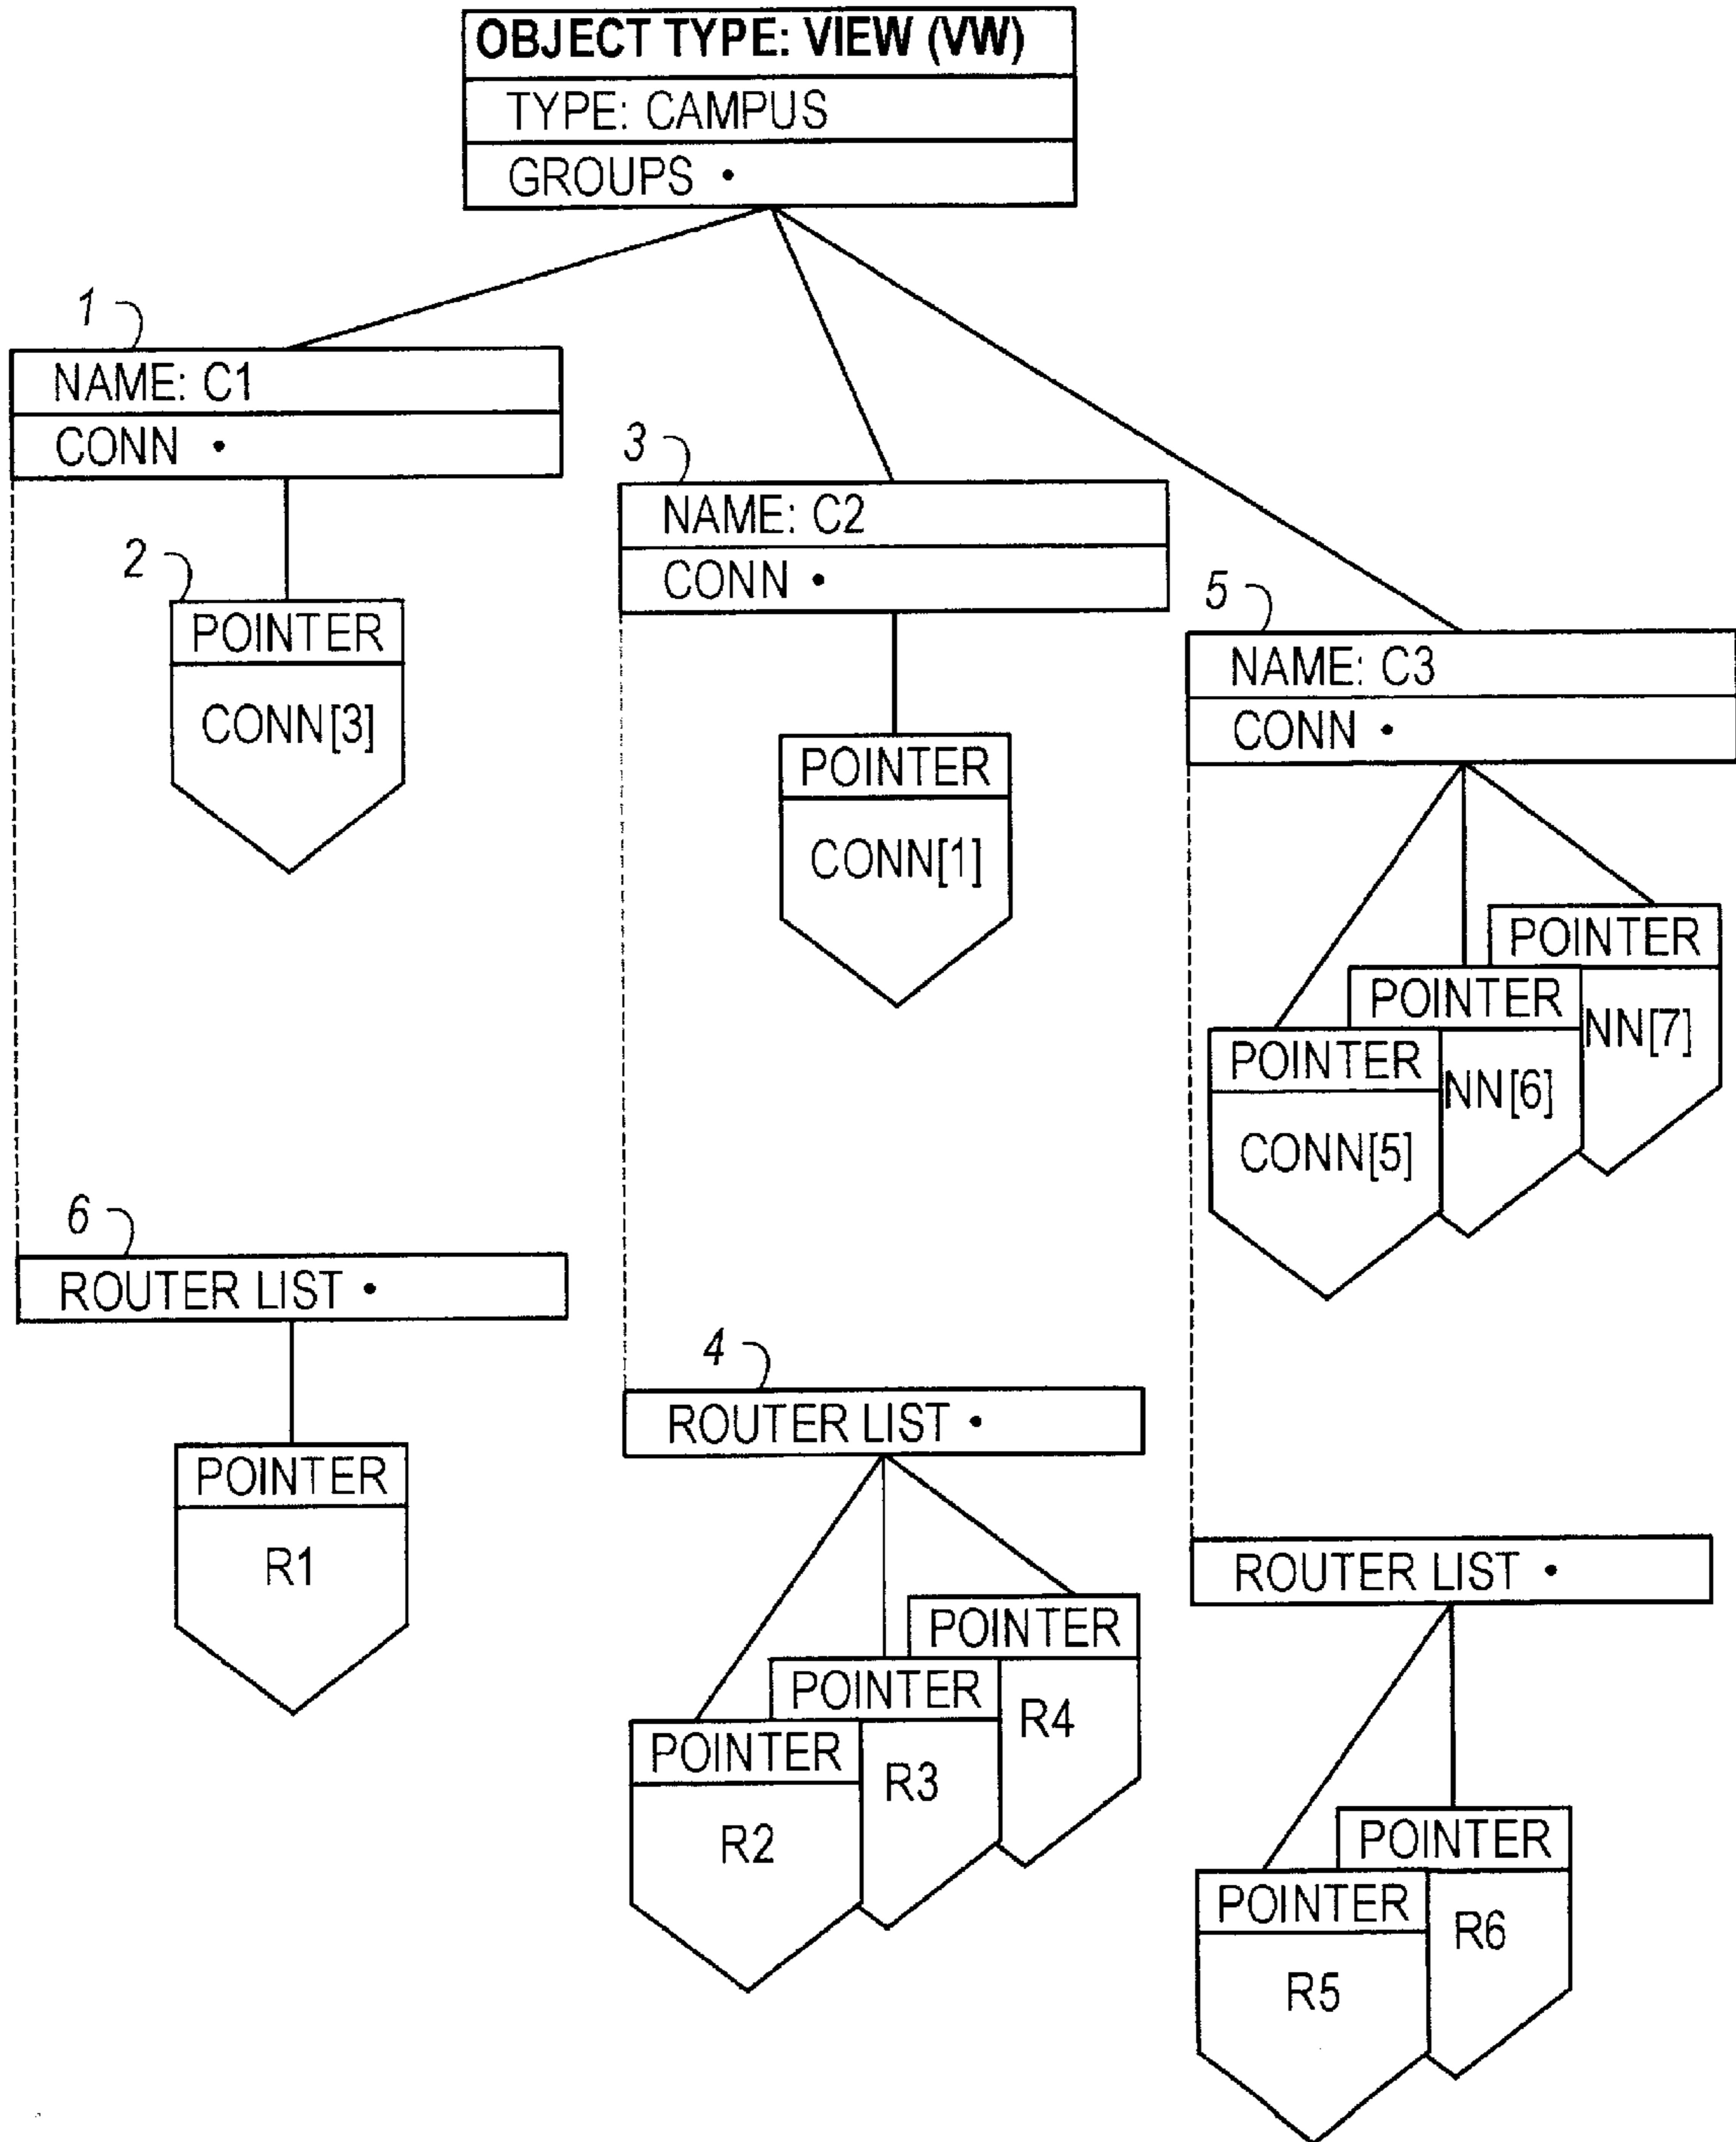 OBJECT TYPE: VIEW (VW)
TYPE: CAMPUS
GROUPS •
1
NAME: C1
CONN •
2
POINTER
CONN[3]
3
NAME: C2
CONN •
POINTER
CONN[1]
5
NAME: C3
CONN •
POINTER
NN[7]
POINTER
NN[6]
POINTER
CONN[5]
6
ROUTER LIST •
POINTER
R1
4
ROUTER LIST •
POINTER
R4
POINTER
R3
POINTER
R2
ROUTER LIST •
POINTER
R6
POINTER
R5